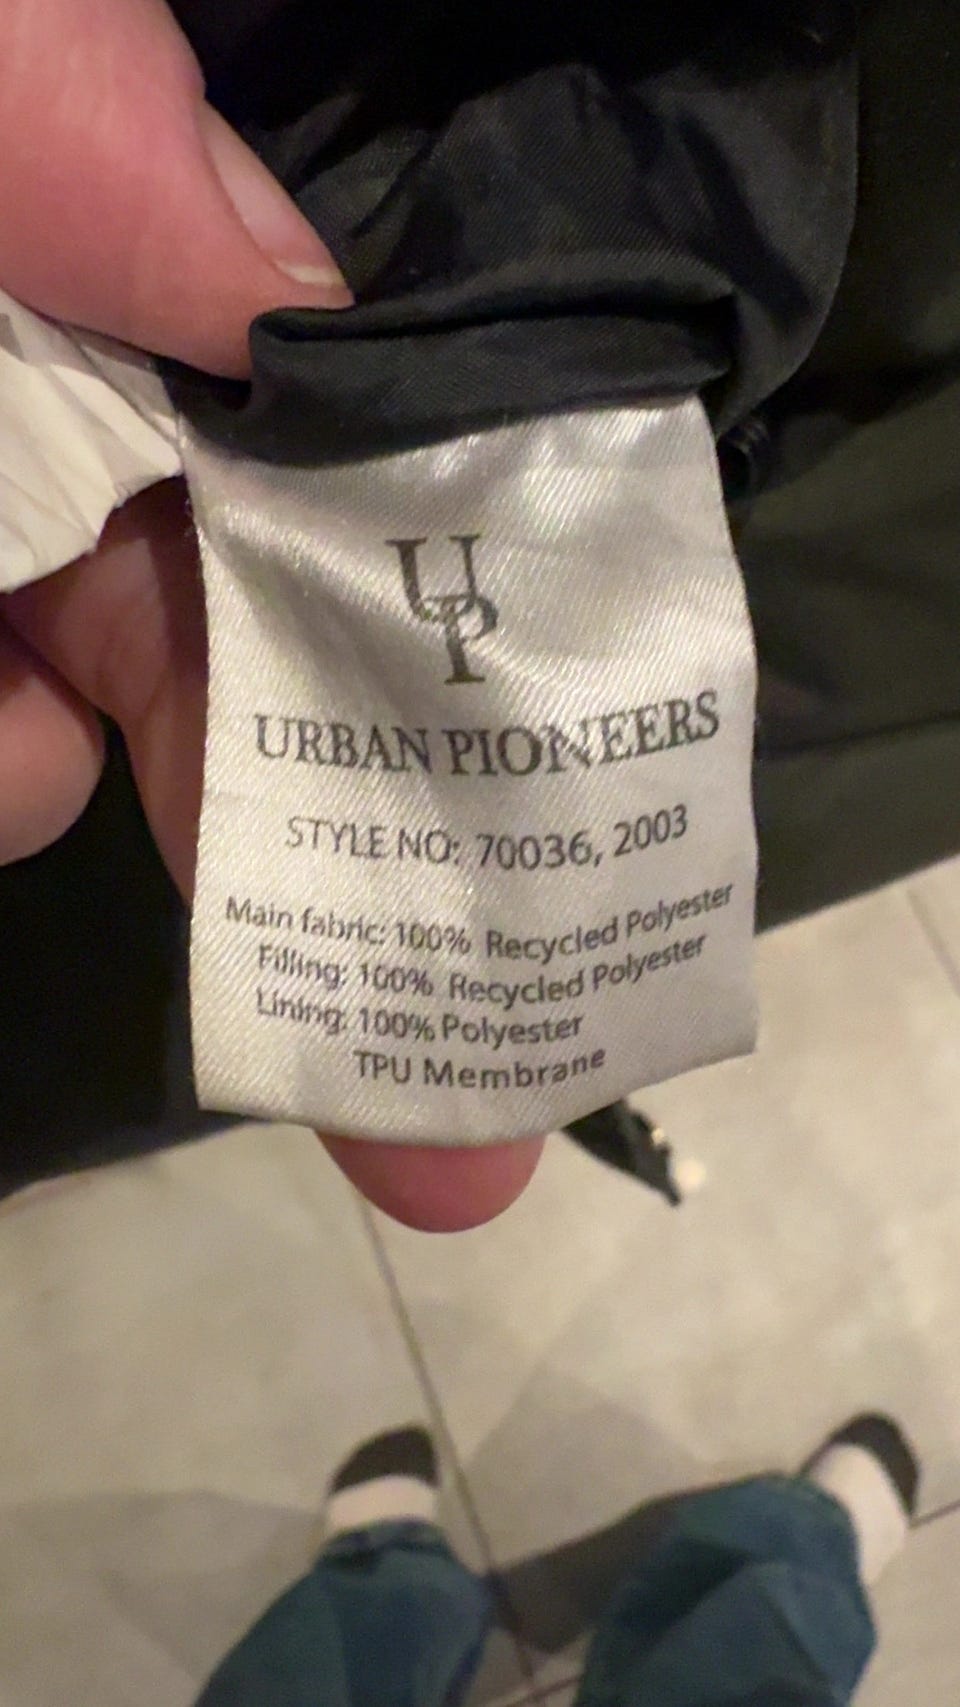 UP
URBAN PIONEERS
STYLE NO: 70036, 2003
Main fabric: 100% Recycled Polyester
Filling: 100% Recycled Polyester
Lining: 100% Polyester
TPU Membrane